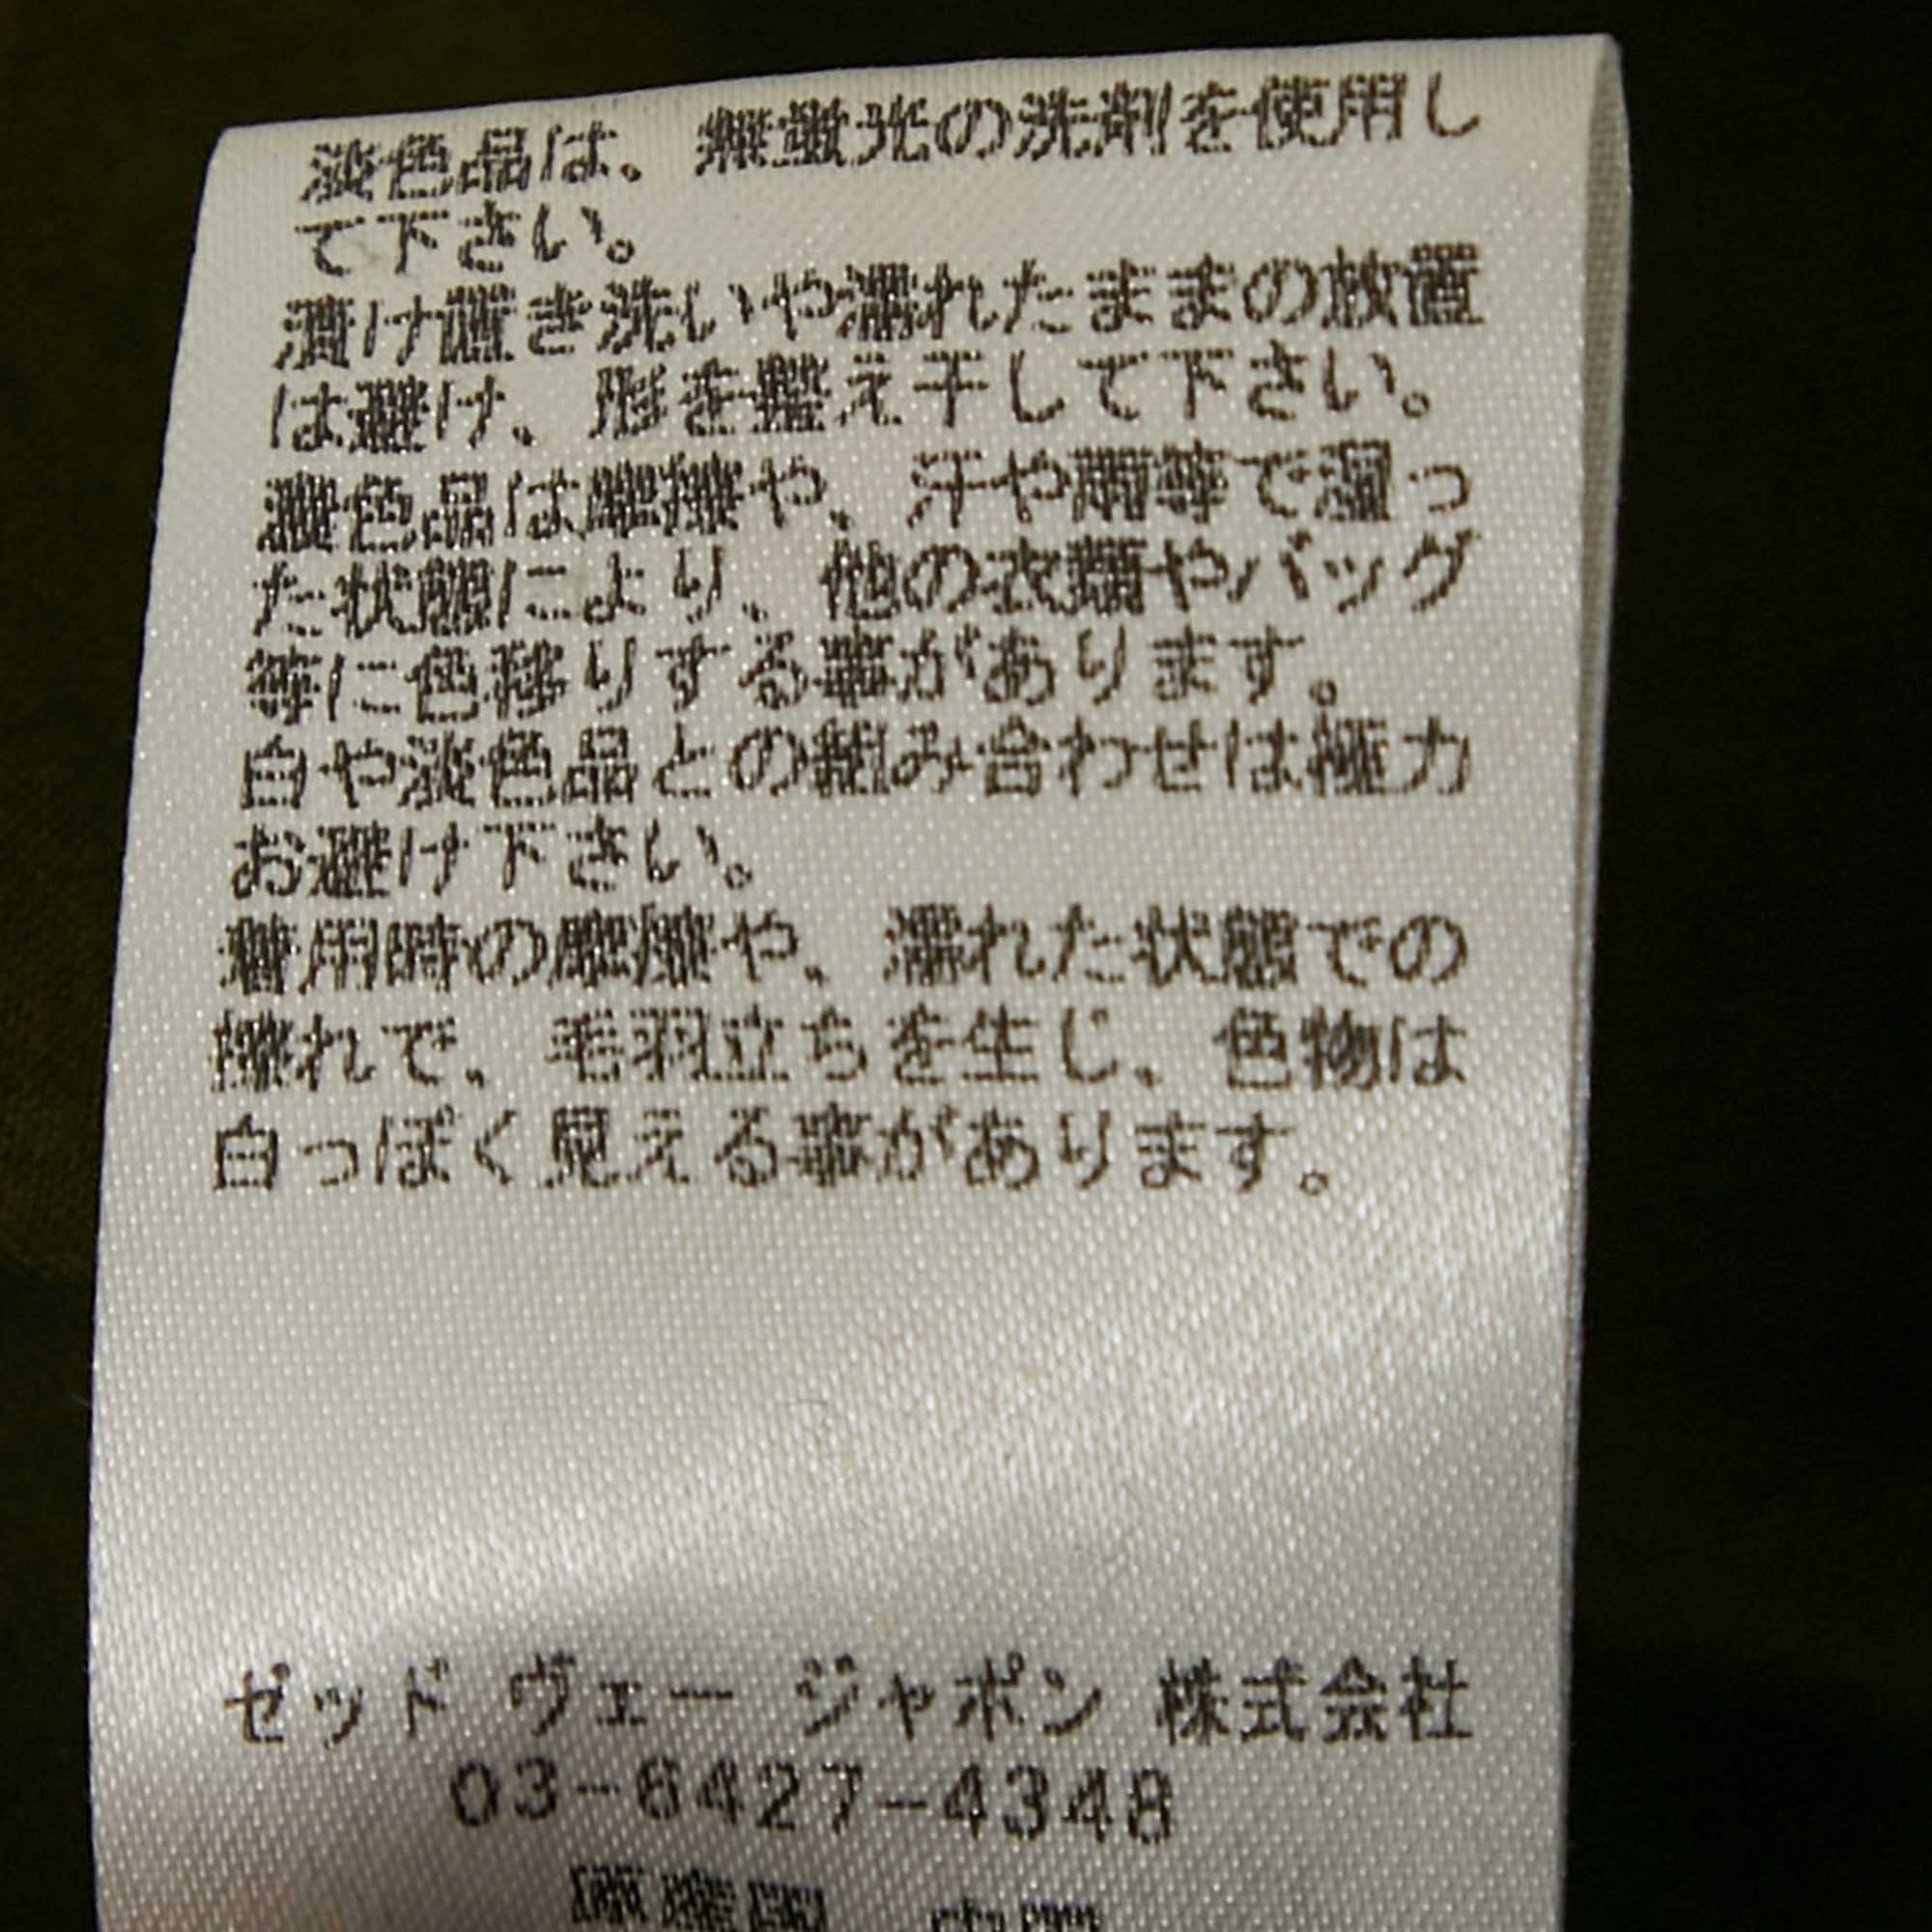 淡色品は、無蛍光の洗剤を使用し
て下さい。
漬け置き洗いや濡れたままの放置
は避け、形を整え干して下さい。
濃色品は摩擦や、汗や雨等で湿っ
た状態により、他の衣類やバッグ
等に色移りする事があります。
白や淡色品との組み合わせは極力
お避け下さい。
着用時の摩擦や、濡れた状態での
擦れで、毛羽立ちを生じ、色物は
白っぽく見える事があります。
ゼッド ヴェー ジャポン 株式会社
03-6427-4348
原産国 中国